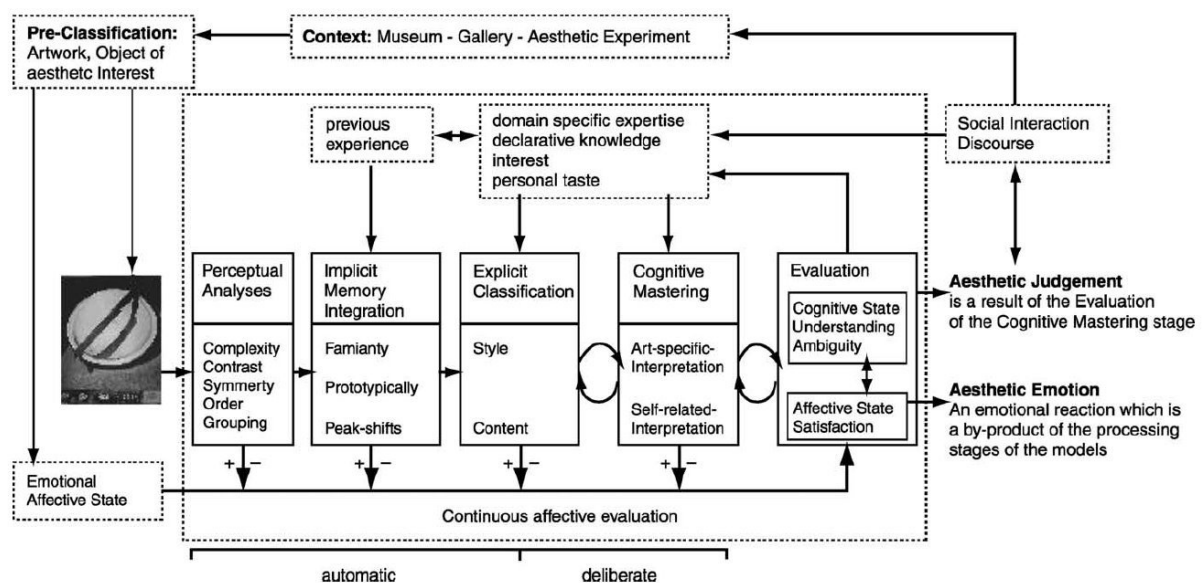 Pre-Classification:
Artwork, Object of
aesthetc Interest
Context: Museum - Gallery - Aesthetic Experiment
previous
experience
domain specific expertise
declarative knowledge
interest
personal taste
Social Interaction
Discourse
Perceptual
Analyses
Complexity
Contrast
Symmerty
Order
Grouping
Implicit
Memory
Integration
Famianty
Prototypically
Peak-shifts
Explicit
Classification
Style
Content
Cognitive
Mastering
Art-specific-
Interpretation
Self-related-
Interpretation
Evaluation
Cognitive State
Understanding
Ambiguity
Affective State
Satisfaction
Aesthetic Judgement
is a result of the Evaluation
of the Cognitive Mastering stage
Aesthetic Emotion
An emotional reaction which is
a by-product of the processing
stages of the models
+ −
+ −
+ −
+ −
Emotional
Affective State
Continuous affective evaluation
automatic
deliberate